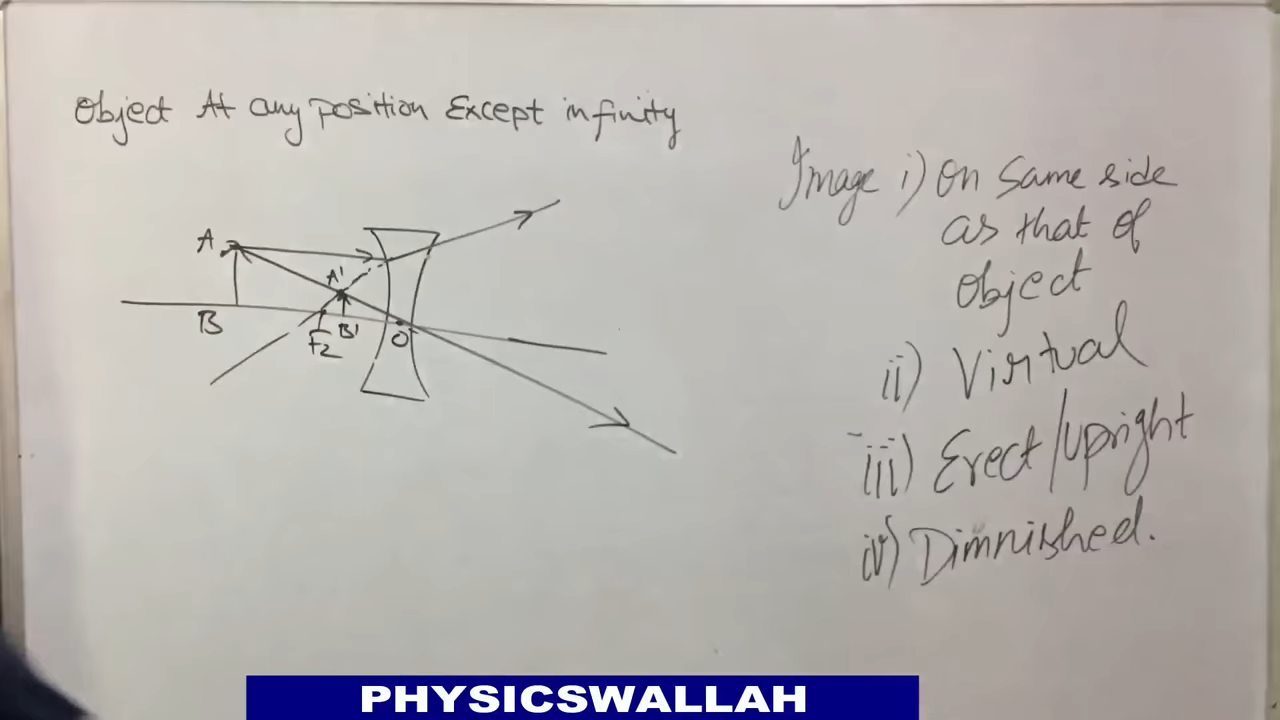 Object At any position Except infinity
Image i) On Same side
as that of
Object
ii) Virtual
iii) Erect/Upright
iv) Dimnished.
A
A'
B
F2
B'
O
PHYSICSWALLAH